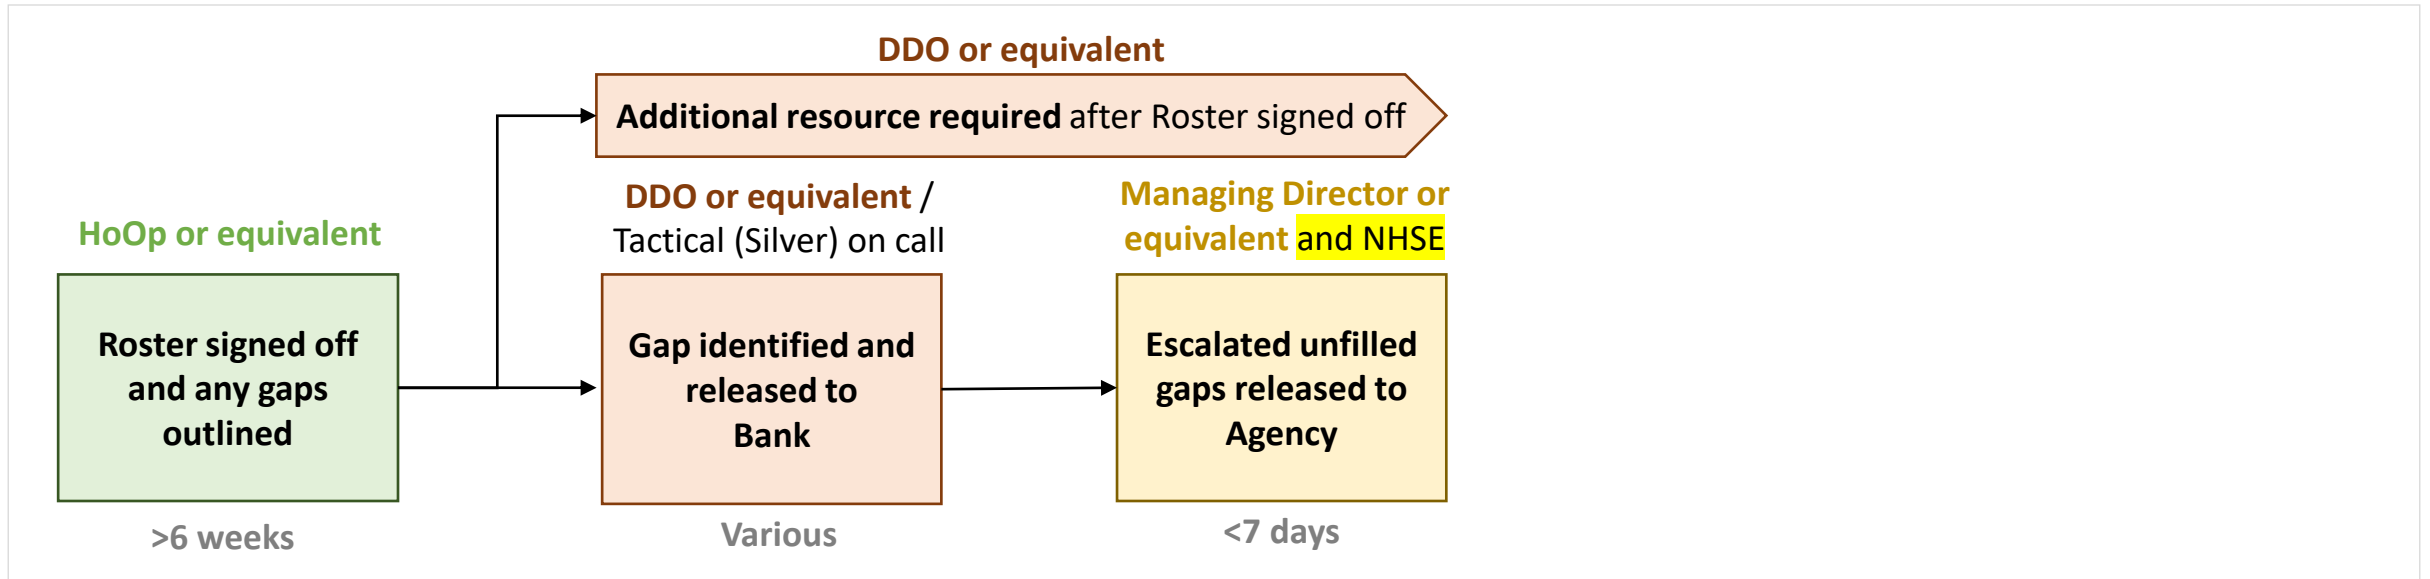 DDO or equivalent
Additional resource required after Roster signed off
HoOp or equivalent
DDO or equivalent /
Tactical (Silver) on call
Managing Director or
equivalent and NHSE
Roster signed off
and any gaps
outlined
Gap identified and
released to
Bank
Escalated unfilled
gaps released to
Agency
>6 weeks
Various
<7 days